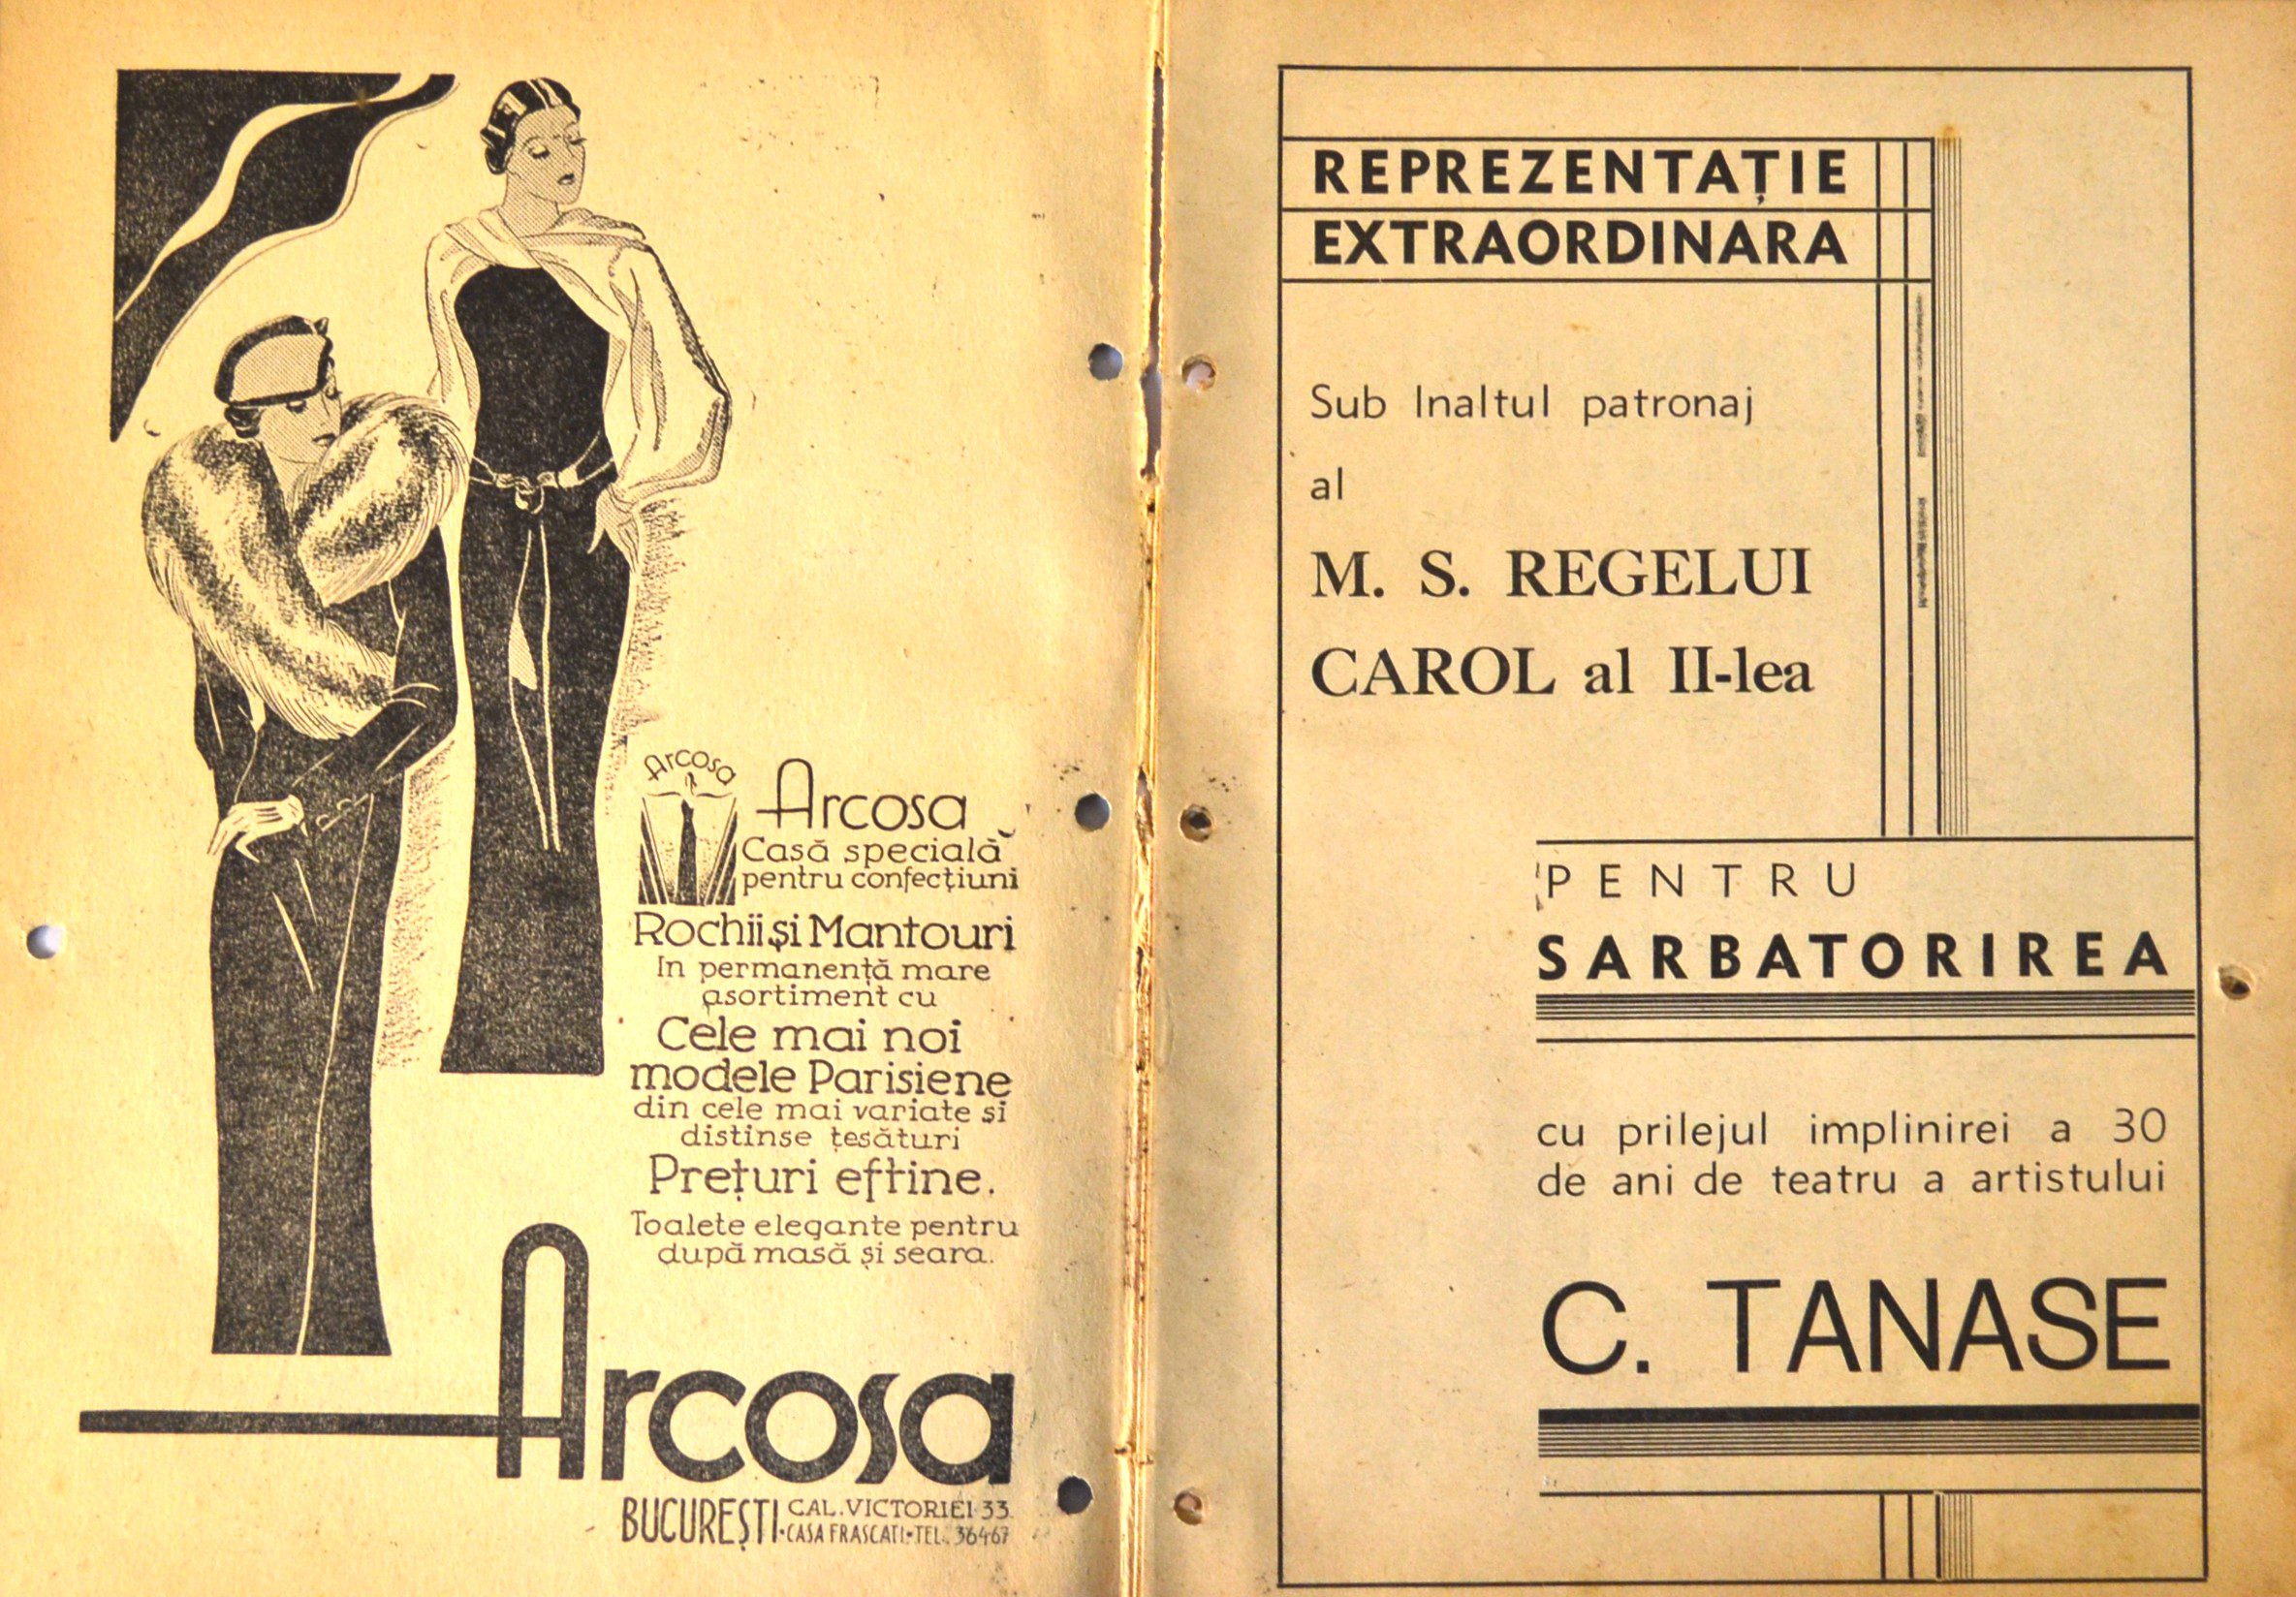 Arcosa
Arcosa
Casă specială
pentru confecțiuni
Rochii și Mantouri
In permanență mare
asortiment cu
Cele mai noi
modele Parisiene
din cele mai variate si
distinse țesături
Prețuri eftine.
Toalete elegante pentru
după masă și seara.
Arcosa
BUCUREȘTI CAL. VICTORIEI 33
• CASA FRASCATI • TEL. 36467
REPREZENTAȚIE
EXTRAORDINARA
Sub Inaltul patronaj
al
M. S. REGELUI
CAROL al II-lea
PENTRU
SARBATORIREA
cu prilejul implinirei a 30
de ani de teatru a artistului
C. TANASE